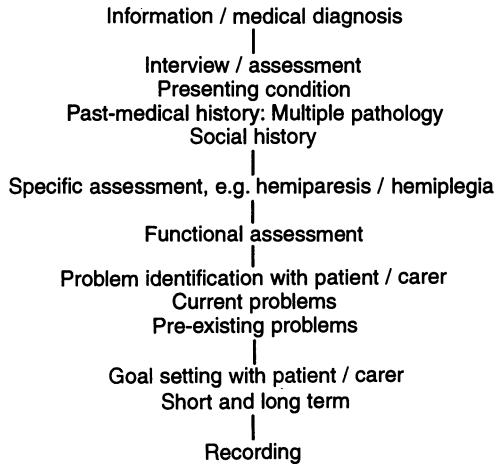 Information / medical diagnosis
Interview / assessment
Presenting condition
Past-medical history: Multiple pathology
Social history
Specific assessment, e.g. hemiparesis / hemiplegia
Functional assessment
Problem identification with patient / carer
Current problems
Pre-existing problems
Goal setting with patient / carer
Short and long term
Recording